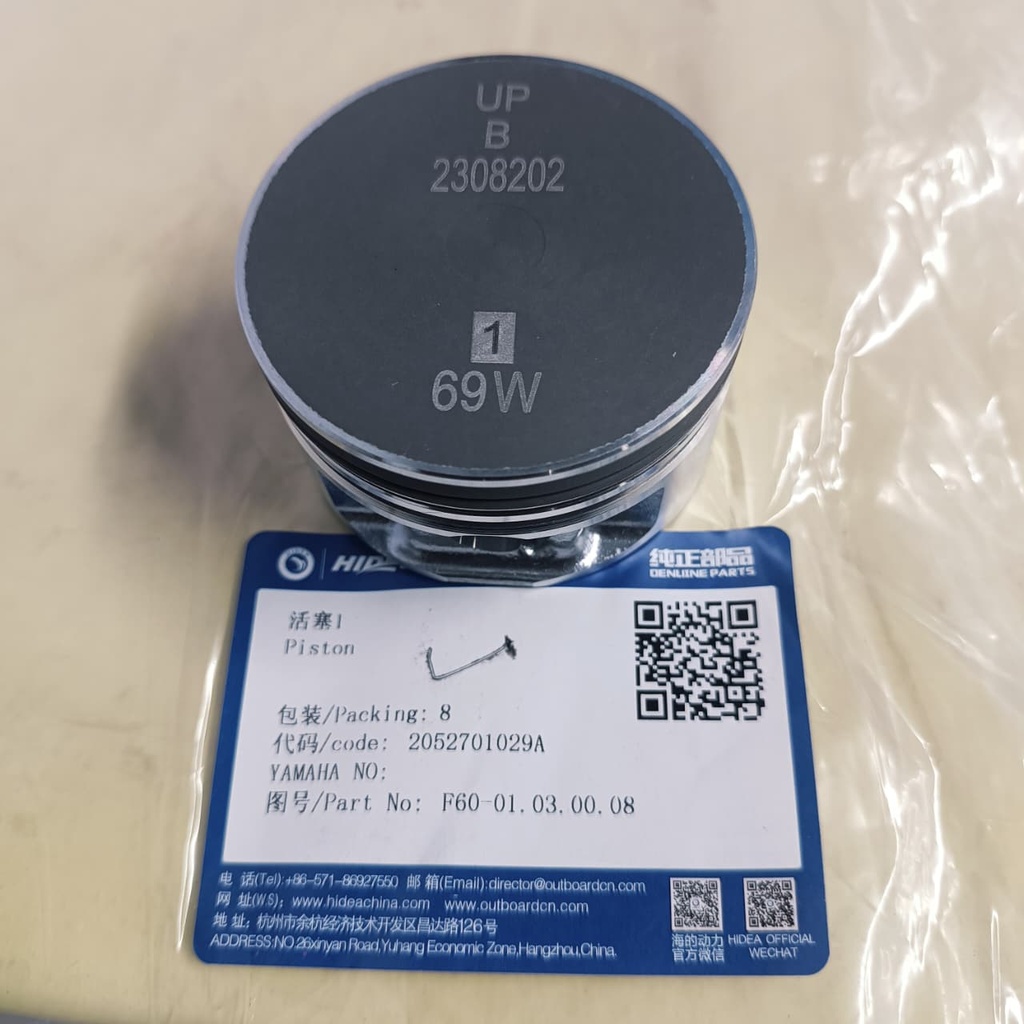 UP
B
2308202
1
69W
纯正部品
DENUINE PARTS
活塞1
Piston
包装/Packing: 8
代码/code: 2052701029A
YAMAHA NO:
图号/Part No: F60-01.03.00.08
电 话(Tel):+86-571-86927550 邮 箱(Email):director@outboardcn.com
网 址(WS): www.hideachina.com www.outboardcn.com
地 址: 杭州市余杭经济技术开发区昌达路126号
ADDRESS:NO.26xinyan Road,Yuhang Economic Zone,Hangzhou,China.
海的动力
官方微信
HIDEA OFFICIAL
WECHAT